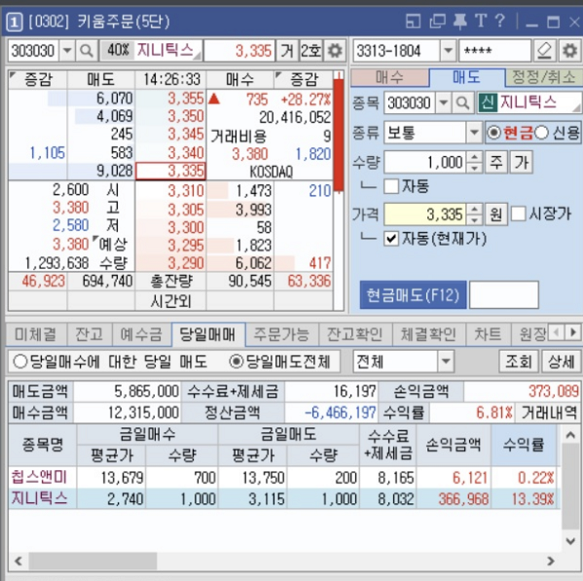 1 [0302] 키움주문(5단)
303030 40% 지니틱스 3,335 거 2호 3313-1804 ****
증감 매도 14:26:33 매수 증감
6,070 3,355 ▲ 735 +28.27%
4,069 3,350 20,416,052
245 3,345 거래비용 9
1,105 583 3,340 3,380 1,820
9,028 3,335 KOSDAQ
2,600 시 3,310 1,473 210
3,380 고 3,305 3,993
2,580 저 3,300 58
3,380 예상 3,295 1,823
1,293,638 수량 3,290 6,062 417
46,923 694,740 총잔량 90,545 63,336
시간외
매수 매도 정정/취소
종목 303030 신 지니틱스
종류 보통 현금 신용
수량 1,000 주 가
자동
가격 3,335 원 시장가
자동(현재가)
현금매도(F12)
미체결 잔고 예수금 당일매매 주문가능 잔고확인 체결확인 차트 원장
당일매수에 대한 당일 매도 당일매도전체 전체 조회 상세
매도금액 5,865,000 수수료+제세금 16,197 손익금액 373,089
매수금액 12,315,000 정산금액 -6,466,197 수익률 6.81% 거래내역
종목명 금일매수 금일매도 수수료+제세금 손익금액 수익률
평균가 수량 평균가 수량
칩스앤미 13,679 700 13,750 200 8,165 6,121 0.22%
지니틱스 2,740 1,000 3,115 1,000 8,032 366,968 13.39%